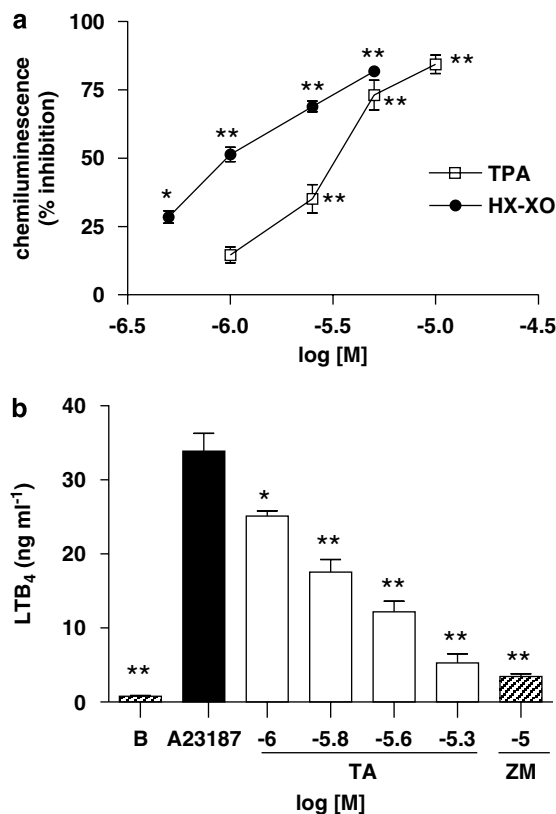 a
chemiluminescence
(% inhibition)
100
75
50
25
0
*
**
**
**
**
**
**
TPA
HX-XO
-6.5
-6.0
-5.5
-5.0
-4.5
log [M]
b
LTB4 (ng ml-1)
40
30
20
10
0
**
*
**
**
**
**
B
A23187
-6
-5.8
-5.6
-5.3
-5
TA
ZM
log [M]